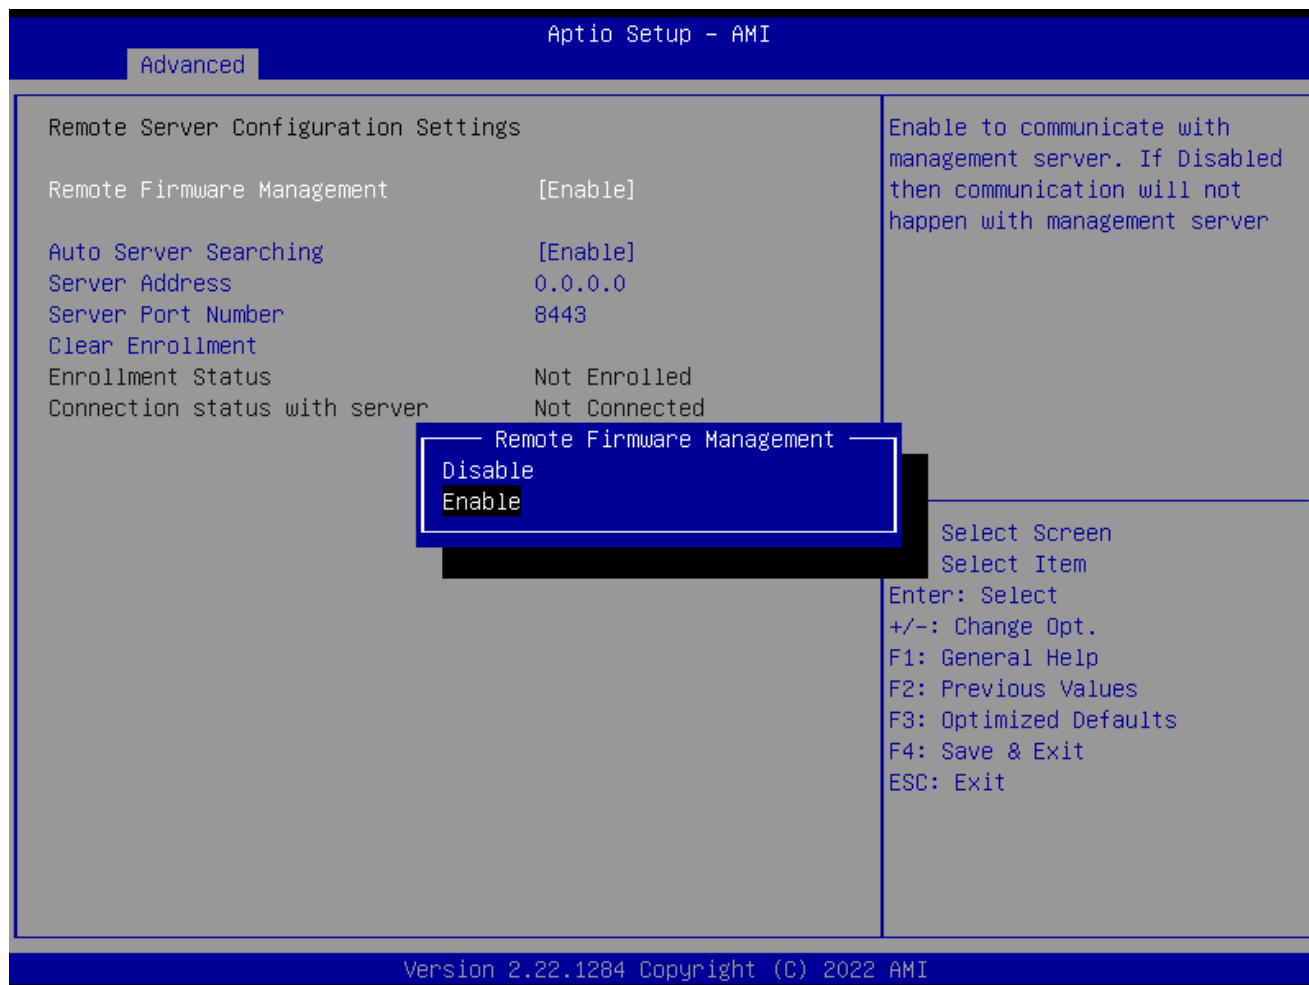 Aptio Setup – AMI
Advanced
Remote Server Configuration Settings
Remote Firmware Management [Enable]
Auto Server Searching [Enable]
Server Address 0.0.0.0
Server Port Number 8443
Clear Enrollment
Enrollment Status Not Enrolled
Connection status with server Not Connected
Remote Firmware Management
Disable
Enable
Enable to communicate with
management server. If Disabled
then communication will not
happen with management server
Select Screen
Select Item
Enter: Select
+/-: Change Opt.
F1: General Help
F2: Previous Values
F3: Optimized Defaults
F4: Save & Exit
ESC: Exit
Version 2.22.1284 Copyright (C) 2022 AMI